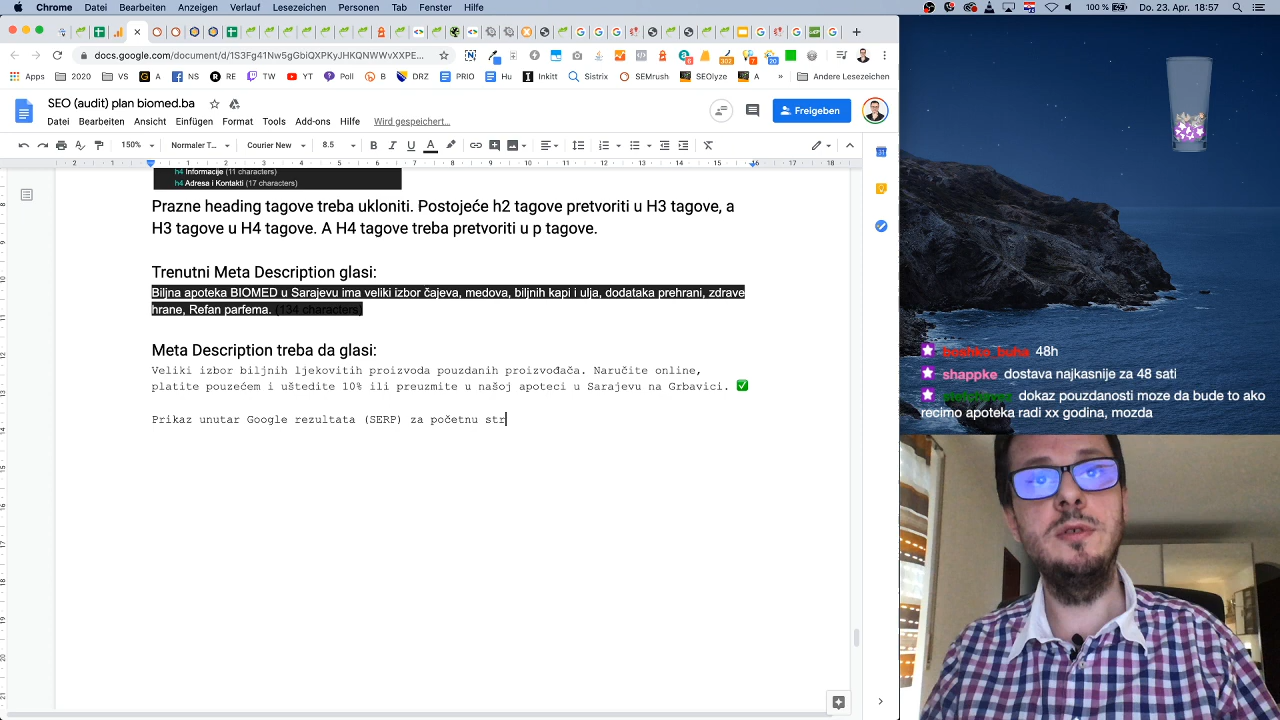 Chrome Datei Bearbeiten Anzeigen Verlauf Lesezeichen Personen Tab Fenster Hilfe
100% Do. 23. Apr. 18:57
docs.google.com/document/d/1S3Fg41Nw5gGbIQXPKyJHKQNWWvXXPE...
Apps 2020 VS A NS RE TW YT Poll B DRZ PRIO Hu Inkitt Sistrix SEMrush SEOlyze A » Andere Lesezeichen
SEO (audit) plan biomed.ba
Datei Bearbeiten Ansicht Einfügen Format Tools Add-ons Hilfe Wird gespeichert...
Freigeben
150% Normaler T... Courier New 8.5
h4 Informacije (11 characters)
h4 Adresa i Kontakti (17 characters)
Prazne heading tagove treba ukloniti. Postojeće h2 tagove pretvoriti u H3 tagove, a
H3 tagove u H4 tagove. A H4 tagove treba pretvoriti u p tagove.
Trenutni Meta Description glasi:
Biljna apoteka BIOMED u Sarajevu ima veliki izbor čajeva, medova, biljnih kapi i ulja, dodataka prehrani, zdrave
hrane, Refan parfema. (134 characters)
Meta Description treba da glasi:
Veliki izbor biljnih ljekovitih proizvoda pouzdanih proizvođača. Naručite online,
platite pouzećem i uštedite 10% ili preuzmite u našoj apoteci u Sarajevu na Grbavici. ✅
Prikaz unutar Google rezultata (SERP) za početnu str
boshko_buha 48h
shappke dostava najkasnije za 48 sati
dokaz pouzdanosti moze da bude to ako
recimo apoteka radi xx godina, mozda